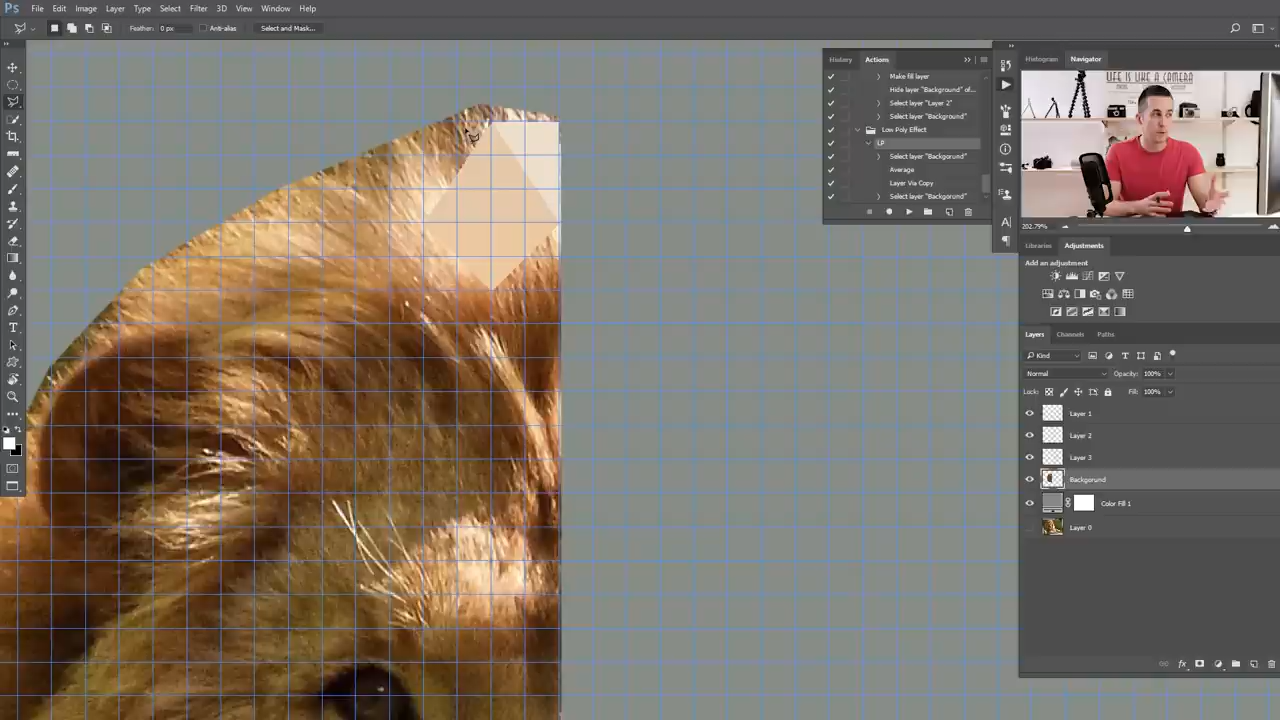 Ps File Edit Image Layer Type Select Filter 3D View Window Help
Feather: 0 px Anti-alias Select and Mask...
History Actions
Make fill layer
Hide layer "Background" of...
Select layer "Layer 2"
Select layer "Background"
Low Poly Effect
LP
Select layer "Background"
Average
Layer Via Copy
Select layer "Background"
Histogram Navigator
LIFE IS LIKE A CAMERA
202.79%
Libraries Adjustments
Add an adjustment
Layers Channels Paths
Kind
Normal Opacity: 100%
Lock: Fill: 100%
Layer 1
Layer 2
Layer 3
Background
Color Fill 1
Layer 0